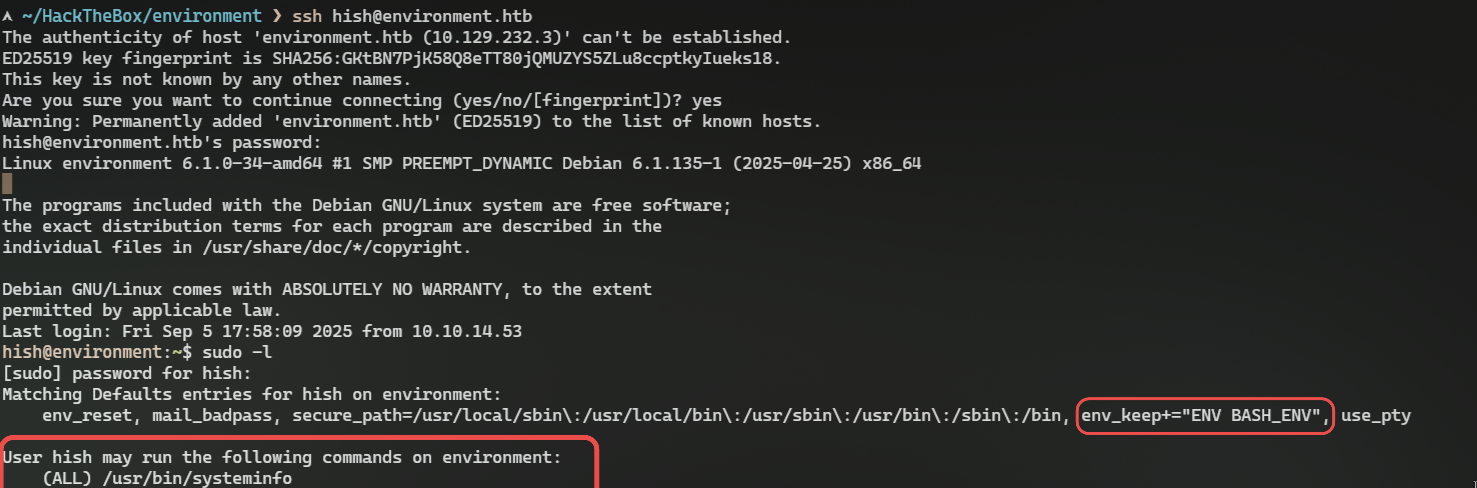 ⋏ ~/HackTheBox/environment ❯ ssh hish@environment.htb
The authenticity of host 'environment.htb (10.129.232.3)' can't be established.
ED25519 key fingerprint is SHA256:GKtBN7PjK58Q8eTT80jQMUZYS5ZLu8ccptkyIueks18.
This key is not known by any other names.
Are you sure you want to continue connecting (yes/no/[fingerprint])? yes
Warning: Permanently added 'environment.htb' (ED25519) to the list of known hosts.
hish@environment.htb's password:
Linux environment 6.1.0-34-amd64 #1 SMP PREEMPT_DYNAMIC Debian 6.1.135-1 (2025-04-25) x86_64
The programs included with the Debian GNU/Linux system are free software;
the exact distribution terms for each program are described in the
individual files in /usr/share/doc/*/copyright.
Debian GNU/Linux comes with ABSOLUTELY NO WARRANTY, to the extent
permitted by applicable law.
Last login: Fri Sep 5 17:58:09 2025 from 10.10.14.53
hish@environment:~$ sudo -l
[sudo] password for hish:
Matching Defaults entries for hish on environment:
env_reset, mail_badpass, secure_path=/usr/local/sbin\:/usr/local/bin\:/usr/sbin\:/usr/bin\:/sbin\:/bin, env_keep+="ENV BASH_ENV", use_pty
User hish may run the following commands on environment:
(ALL) /usr/bin/systeminfo